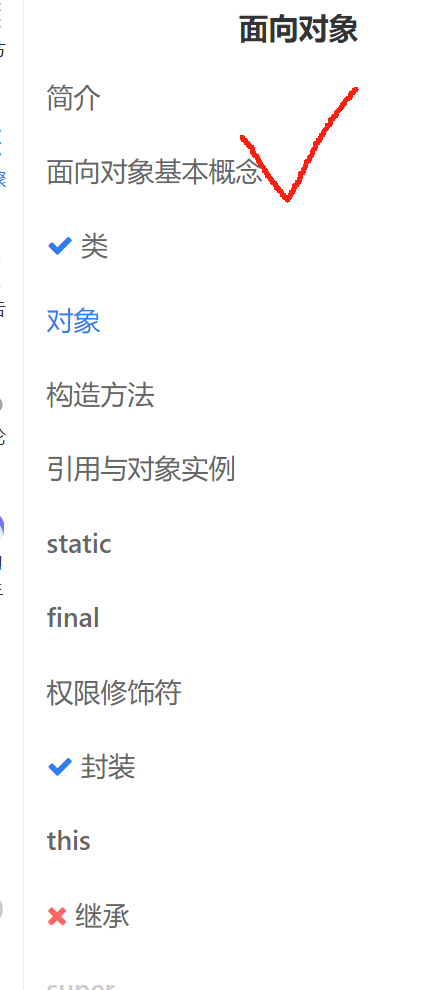 面向对象
简介
面向对象基本概念
类
对象
构造方法
引用与对象实例
static
final
权限修饰符
封装
this
继承
super